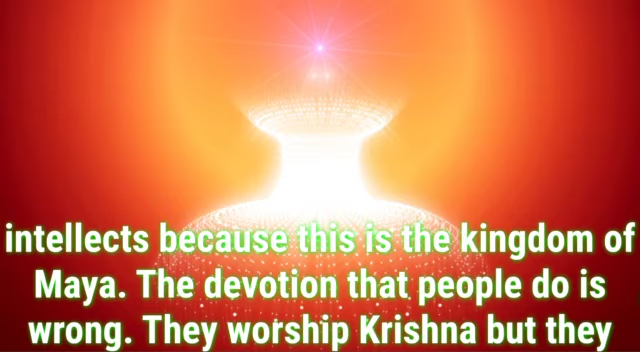 intellects because this is the kingdom of
Maya. The devotion that people do is
wrong. They worship Krishna but they